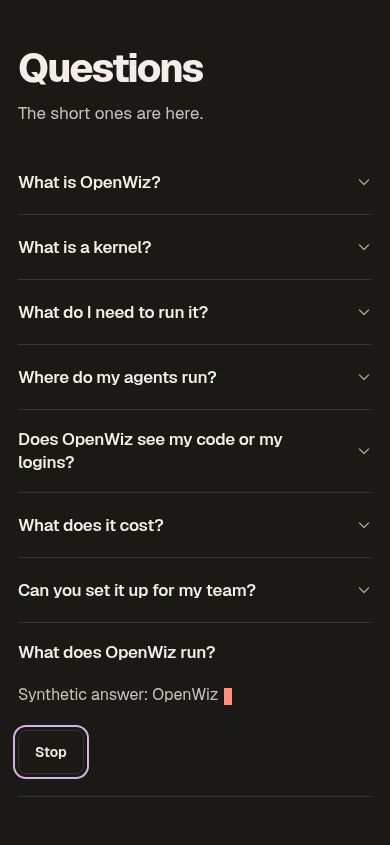 Questions
The short ones are here.
What is OpenWiz?
What is a kernel?
What do I need to run it?
Where do my agents run?
Does OpenWiz see my code or my
logins?
What does it cost?
Can you set it up for my team?
What does OpenWiz run?
Synthetic answer: OpenWiz
Stop